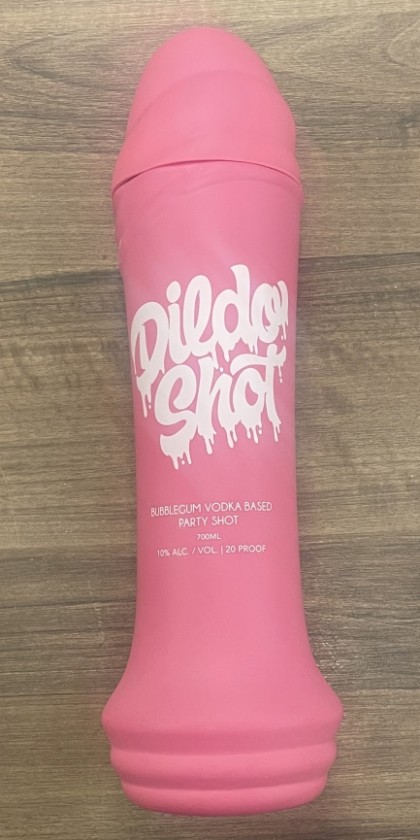 Dildo
Shot
BUBBLEGUM VODKA BASED
PARTY SHOT
700ML
10% ALC. / VOL. | 20 PROOF